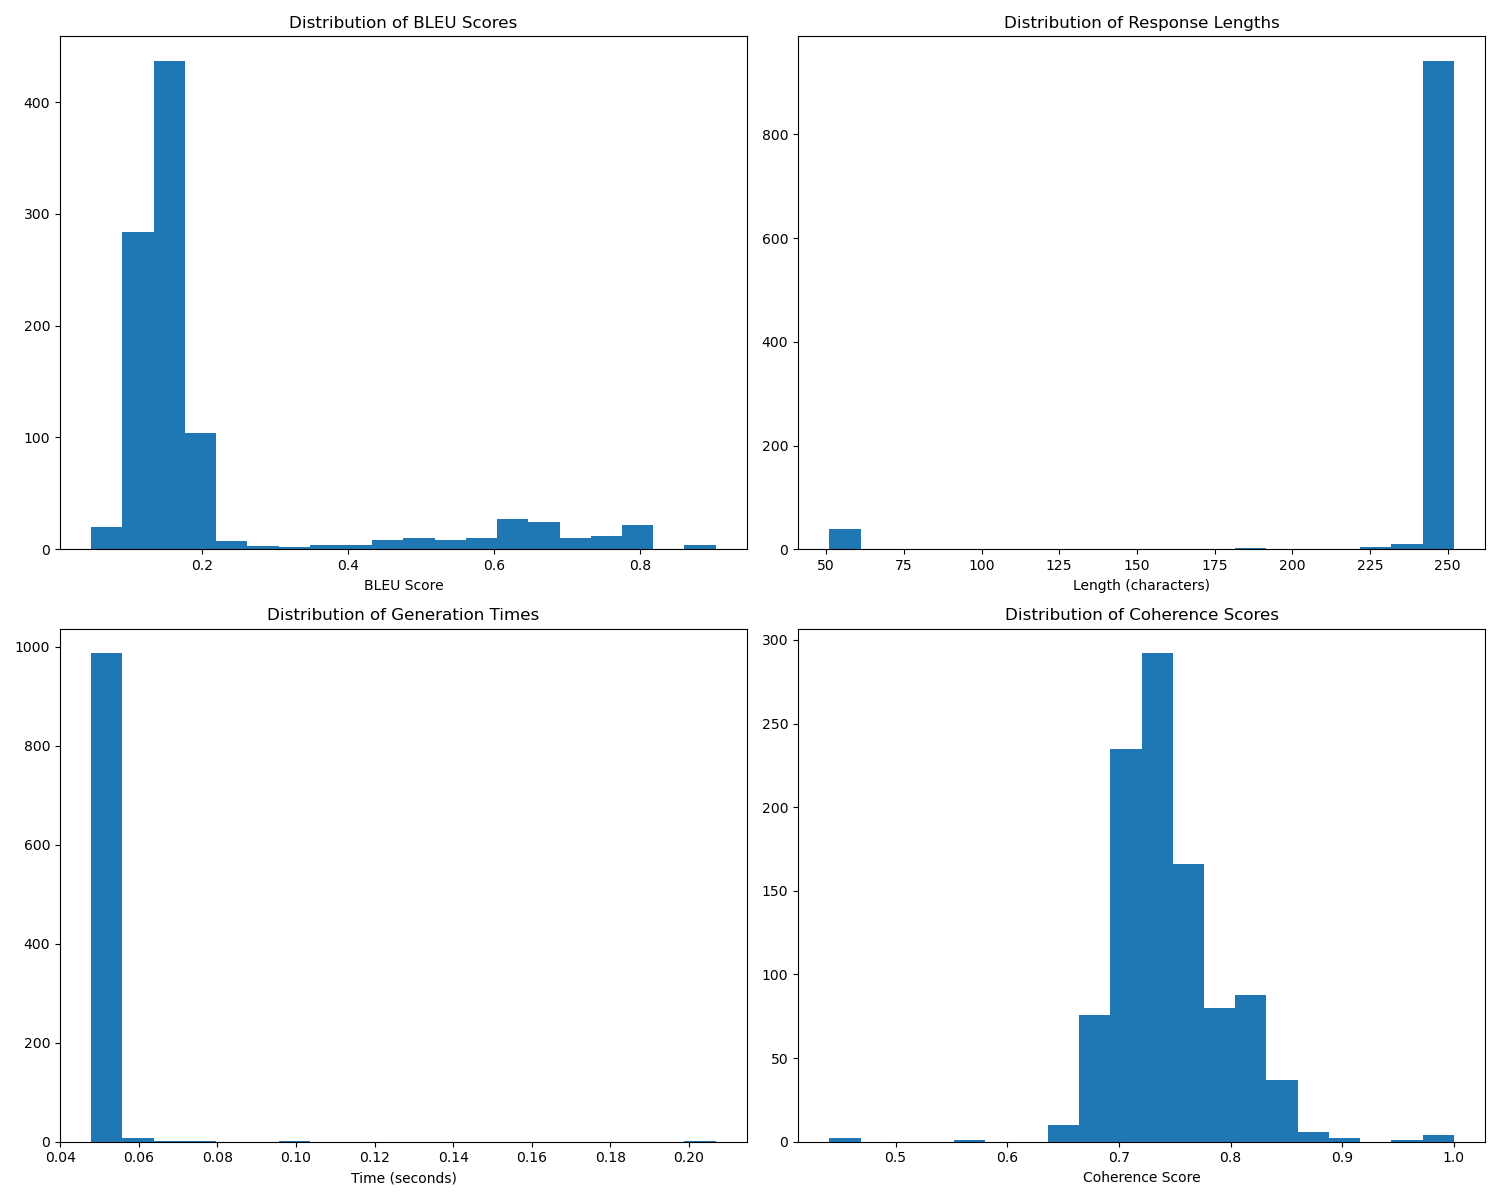 Distribution of BLEU Scores
400
300
200
100
0
0.2 0.4 0.6 0.8
BLEU Score
Distribution of Response Lengths
800
600
400
200
0
50 75 100 125 150 175 200 225 250
Length (characters)
Distribution of Generation Times
1000
800
600
400
200
0
0.04 0.06 0.08 0.10 0.12 0.14 0.16 0.18 0.20
Time (seconds)
Distribution of Coherence Scores
300
250
200
150
100
50
0
0.5 0.6 0.7 0.8 0.9 1.0
Coherence Score